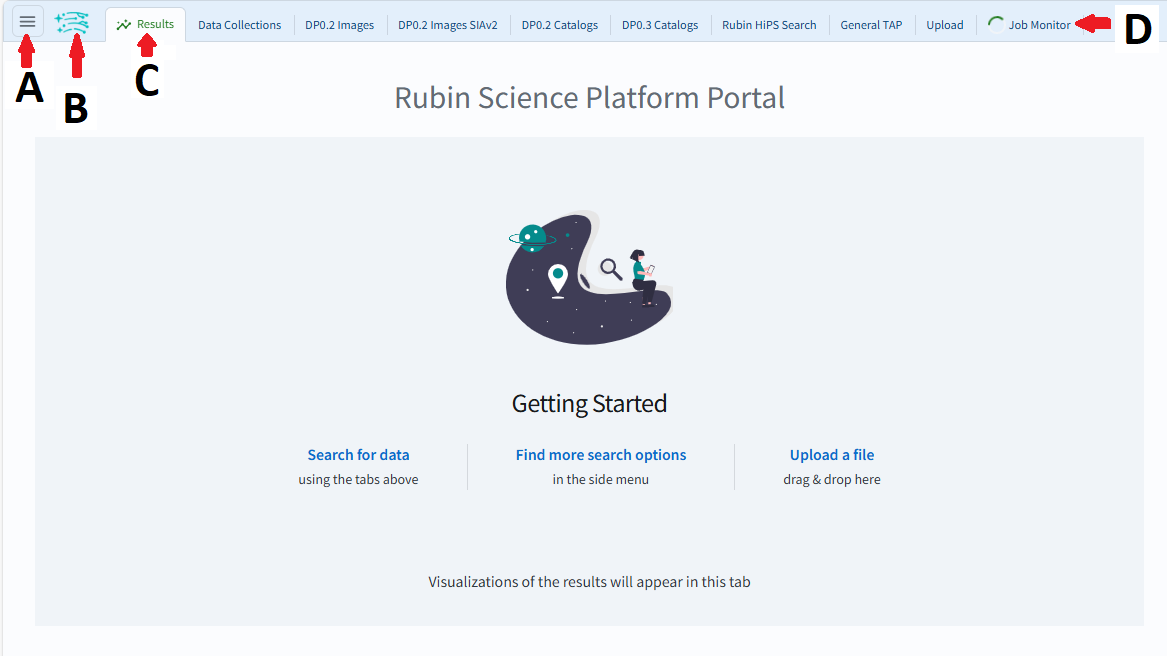 Results Data Collections DP0.2 Images DP0.2 Images SIAv2 DP0.2 Catalogs DP0.3 Catalogs Rubin HiPS Search General TAP Upload Job Monitor D
A B C
Rubin Science Platform Portal
Getting Started
Search for data Find more search options Upload a file
using the tabs above in the side menu drag & drop here
Visualizations of the results will appear in this tab